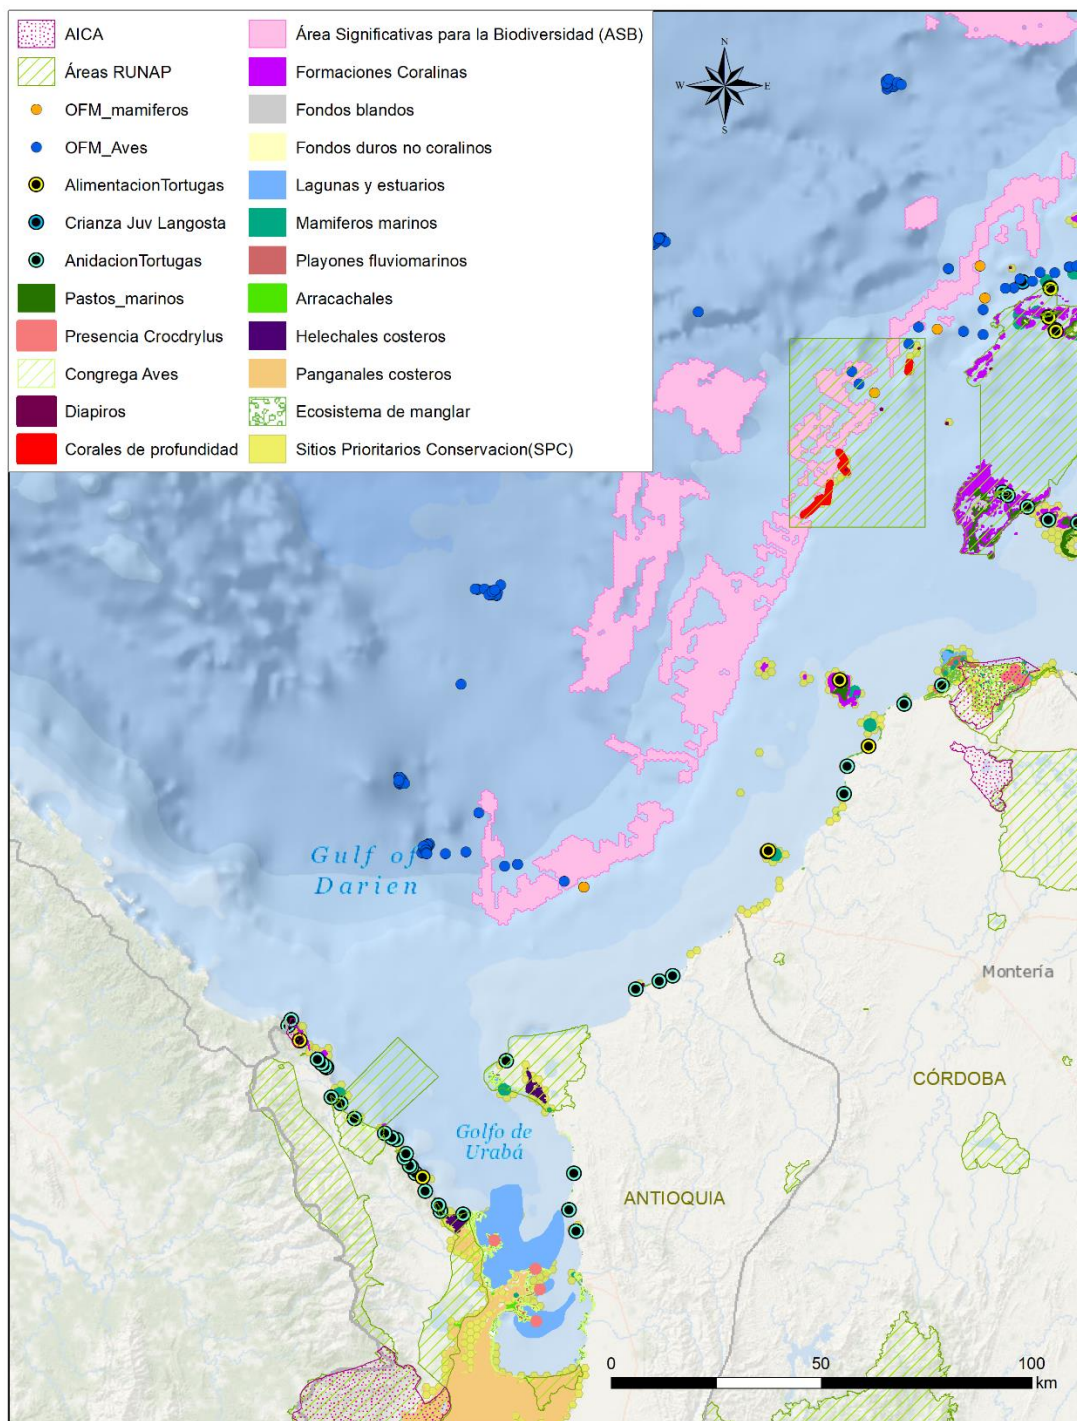 AICA
Áreas RUNAP
OFM_mamiferos
OFM_Aves
AlimentacionTortugas
Crianza Juv Langosta
AnidacionTortugas
Pastos_marinos
Presencia Crocdrylus
Congrega Aves
Diapiros
Corales de profundidad
Área Significativas para la Biodiversidad (ASB)
Formaciones Coralinas
Fondos blandos
Fondos duros no coralinos
Lagunas y estuarios
Mamiferos marinos
Playones fluviomarinos
Arracachales
Helechales costeros
Panganales costeros
Ecosistema de manglar
Sitios Prioritarios Conservacion(SPC)
N
W E
S
Gulf of
Darien
Montería
CÓRDOBA
Golfo de
Urabá
ANTIOQUIA
0 50 100
km